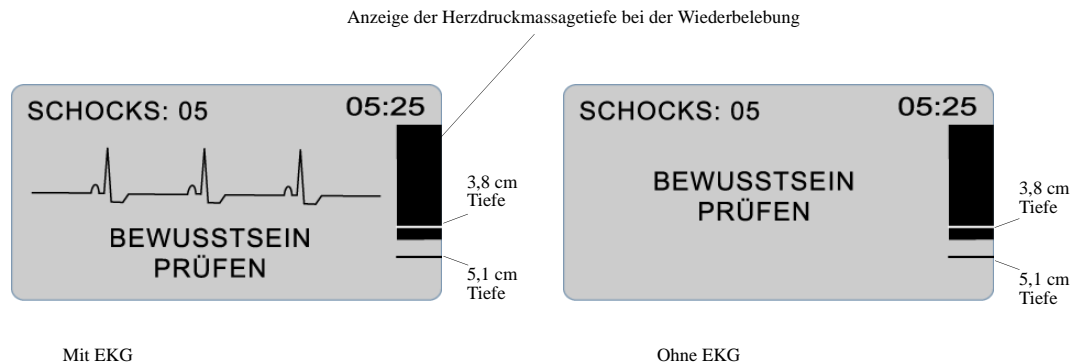 Anzeige der Herzdruckmassagetiefe bei der Wiederbelebung
SCHOCKS: 05 05:25
BEWUSSTSEIN
PRÜFEN
3,8 cm
Tiefe
5,1 cm
Tiefe
Mit EKG
SCHOCKS: 05 05:25
BEWUSSTSEIN
PRÜFEN
3,8 cm
Tiefe
5,1 cm
Tiefe
Ohne EKG